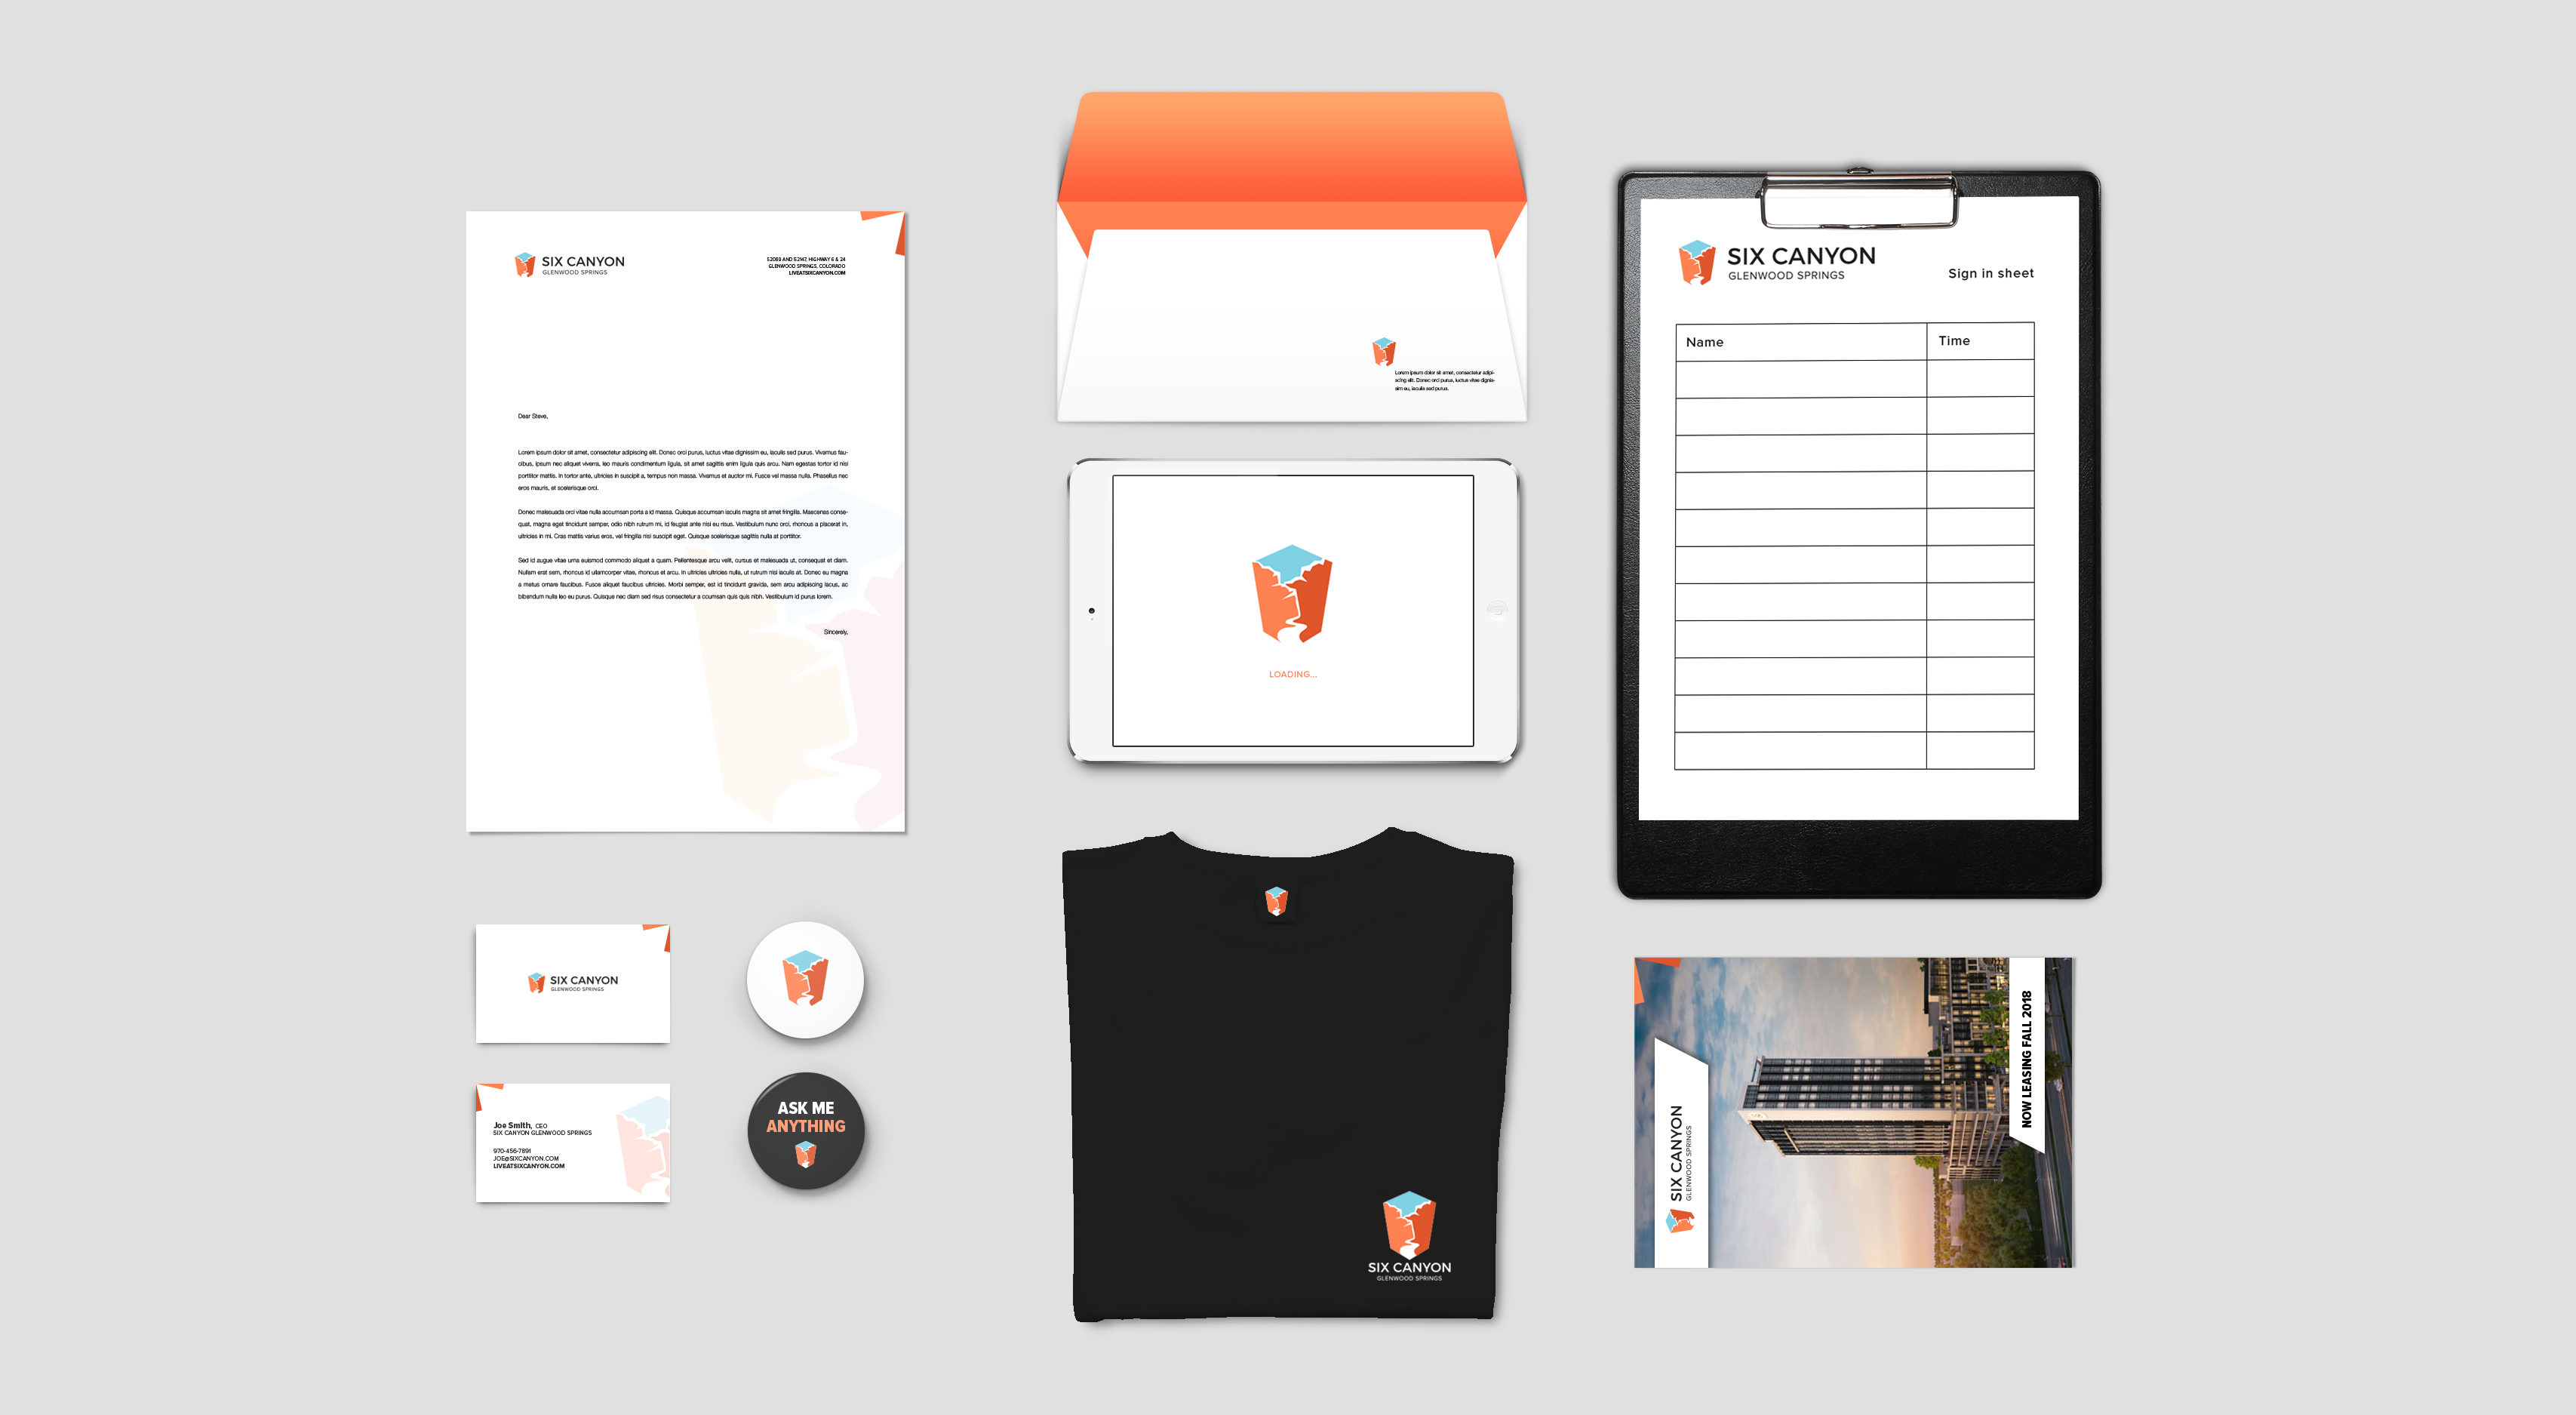 SIX CANYON
GLENWOOD SPRINGS
52089 AND 52147, HIGHWAY 6 & 24
GLENWOOD SPRINGS, COLORADO
LIVEATSIXCANYON.COM
Dear Steve,
Lorem ipsum dolor sit amet, consectetur adipiscing elit. Donec orci purus, luctus vitae dignissim eu, iaculis sed purus. Vivamus fau-
cibus, ipsum nec aliquet viverra, leo mauris condimentum ligula, sit amet sagittis enim ligula quis arcu. Nam egestas tortor id nisi
porttitor mattis. In tortor ante, ultricies in suscipit a, tempus non massa. Vivamus et auctor mi. Fusce vel massa nulla. Phasellus nec
eros mauris, et scelerisque orci.
Donec malesuada orci vitae nulla accumsan porta a id massa. Quisque accumsan iaculis magna sit amet fringilla. Maecenas conse-
quat, magna eget tincidunt semper, odio nibh rutrum mi, id feugiat ante nisi eu risus. Vestibulum nunc orci, rhoncus a placerat in,
ultricies in mi. Cras mattis varius eros, vel fringilla nisi suscipit eget. Quisque scelerisque sagittis nulla at porttitor.
Sed id augue vitae urna euismod commodo aliquet a quam. Pellentesque arcu velit, cursus et malesuada ut, consequat et diam.
Nullam erat sem, rhoncus id ullamcorper vitae, rhoncus et arcu. In ultricies ultricies nulla, ut rutrum nisi iaculis at. Donec eu magna
a metus ornare faucibus. Fusce aliquet faucibus ultricies. Morbi semper, est id tincidunt gravida, sem arcu adipiscing lacus, ac
bibendum nulla leo eu purus. Quisque nec diam sed risus consectetur a ccumsan quis quis nibh. Vestibulum id purus lorem.
Sincerely,
SIX CANYON
GLENWOOD SPRINGS
Joe Smith, CEO
SIX CANYON GLENWOOD SPRINGS
970-456-7891
JOE@SIXCANYON.COM
LIVEATSIXCANYON.COM
ASK ME
ANYTHING
Lorem ipsum dolor sit amet, consectetur adipi-
scing elit. Donec orci purus, luctus vitae dignis-
sim eu, iaculis sed purus.
LOADING...
SIX CANYON
GLENWOOD SPRINGS
SIX CANYON
GLENWOOD SPRINGS
Sign in sheet
Name Time
SIX CANYON
GLENWOOD SPRINGS
NOW LEASING FALL 2018